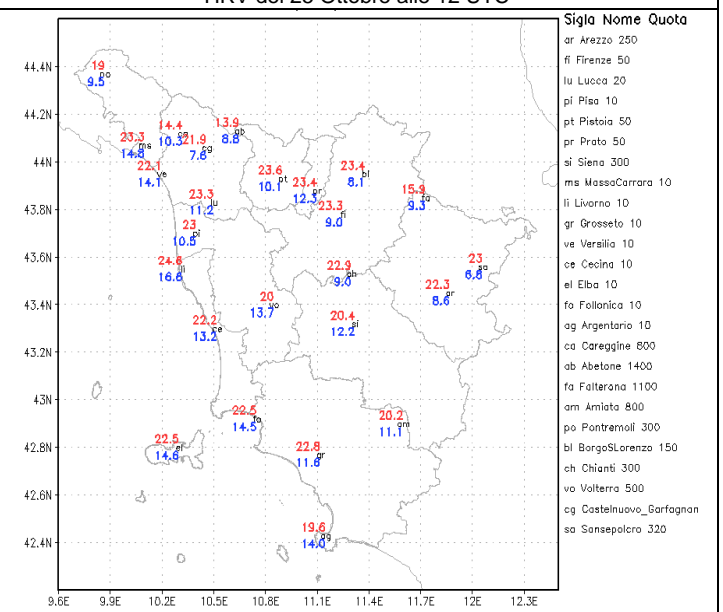 HRV del Ottobre alle 12 UTC
Sigla Nome Quota
ar Arezzo 250
fi Firenze 50
lu Lucca 20
pi Pisa 10
pt Pistoia 50
pr Prato 50
si Siena 300
ms MassaCarrara 10
li Livorno 10
gr Grosseto 10
ve Versilia 10
ce Cecina 10
el Elba 10
fo Follonica 10
ag Argentario 10
ca Careggine 800
ab Abetone 1400
fa Falterona 1100
am Amiata 800
po Pontremoli 300
bl BorgoSLorenzo 150
ch Chianti 300
vo Volterra 500
cg Castelnuovo_Garfagnan
sa Sansepolcro 320
44.4N
44.2N
44N
43.8N
43.6N
43.4N
43.2N
43N
42.8N
42.6N
42.4N
9.6E 9.9E 10.2E 10.5E 10.8E 11.1E 11.4E 11.7E 12E 12.3E
19
po
9.5
14.4
ca
10.3
13.9
ab
8.8
23.3
ms
14.8
21.9
cg
7.6
22.1
ve
14.1
23.6
pt
10.1
23.4
bl
8.1
23.4
pr
12.3
15.9
fa
9.3
23.3
lu
11.2
23.3
fi
9.0
23
pi
10.5
24.6
li
16.8
22.9
ch
9.0
23
sa
6.8
22.3
ar
8.6
20
vo
13.7
22.2
ce
13.2
20.4
si
12.2
22.5
fo
14.5
20.2
am
11.1
22.5
el
14.6
22.8
gr
11.6
19.6
ag
14.0